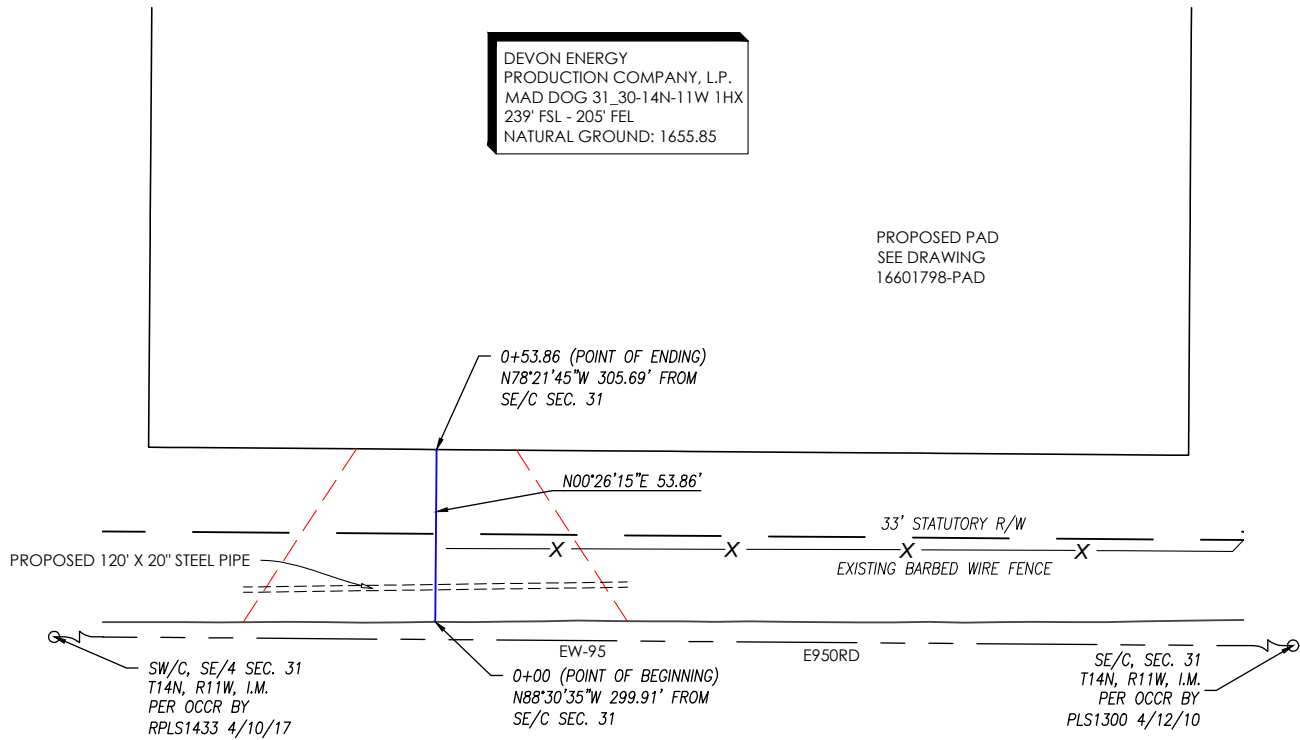 DEVON ENERGY
PRODUCTION COMPANY, L.P.
MAD DOG 31_30-14N-11W 1HX
239' FSL - 205' FEL
NATURAL GROUND: 1655.85
PROPOSED PAD
SEE DRAWING
16601798-PAD
0+53.86 (POINT OF ENDING)
N78°21'45"W 305.69' FROM
SE/C SEC. 31
N00°26'15"E 53.86'
33' STATUTORY R/W
X X X X
EXISTING BARBED WIRE FENCE
PROPOSED 120' X 20" STEEL PIPE
EW-95
E950RD
SW/C, SE/4 SEC. 31
T14N, R11W, I.M.
PER OCCR BY
RPLS1433 4/10/17
0+00 (POINT OF BEGINNING)
N88°30'35"W 299.91' FROM
SE/C SEC. 31
SE/C, SEC. 31
T14N, R11W, I.M.
PER OCCR BY
PLS1300 4/12/10